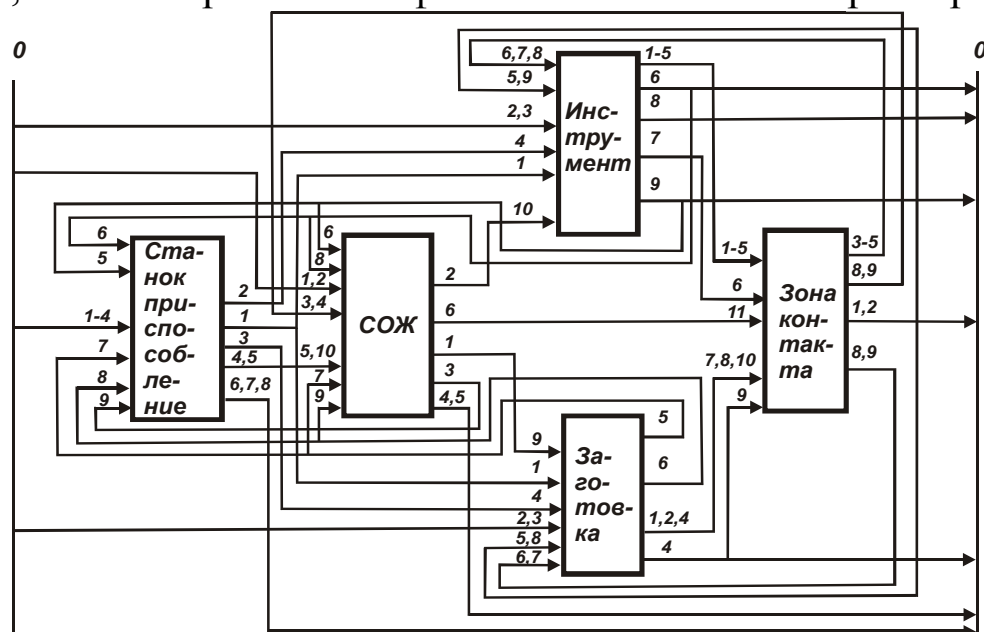 0
0
6,7,8
5,9
2,3
4
1
10
Инс-
тру-
мент
1-5
6
8
7
9
6
5
1-4
7
8
9
Ста-
нок
при-
спо-
соб-
ле-
ние
2
1
3
4,5
6,7,8
6
8
1,2
3,4
5,10
7
9
СОЖ
2
6
1
3
4,5
1-5
6
11
7,8,10
9
Зона
кон-
так-
та
3-5
8,9
1,2
8,9
9
1
4
2,3
5,8
6,7
За-
го-
тов-
ка
5
6
1,2,4
4